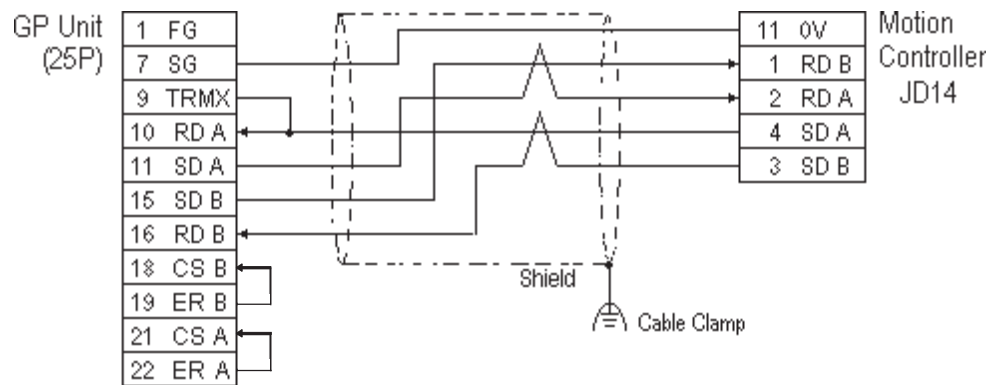 GP Unit
(25P)
1 FG
7 SG
9 TRMX
10 RD A
11 SD A
15 SD B
16 RD B
18 CS B
19 ER B
21 CS A
22 ER A
Shield
Cable Clamp
11 0V
1 RD B
2 RD A
4 SD A
3 SD B
Motion
Controller
JD14